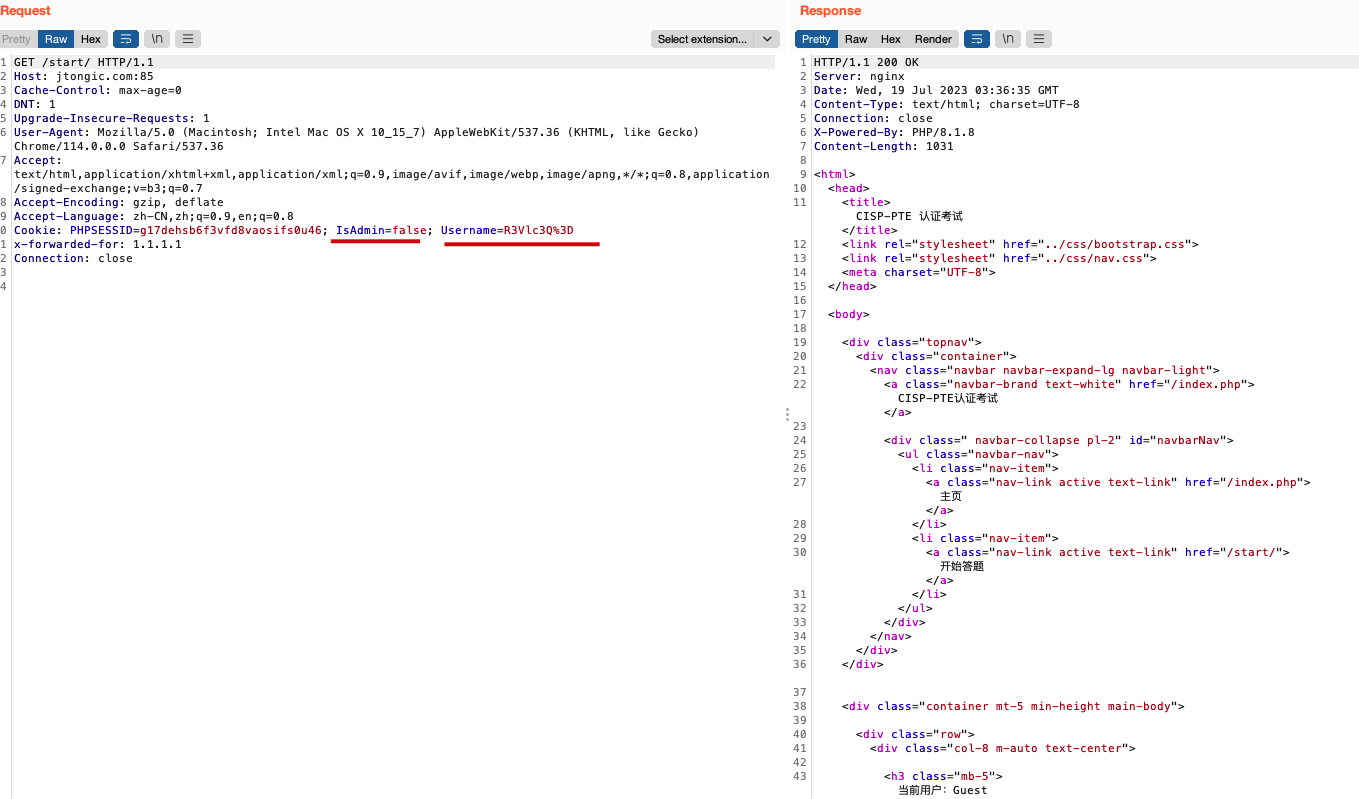 Request
Pretty Raw Hex \n Select extension...
1 GET /start/ HTTP/1.1
2 Host: jtongic.com:85
3 Cache-Control: max-age=0
4 DNT: 1
5 Upgrade-Insecure-Requests: 1
6 User-Agent: Mozilla/5.0 (Macintosh; Intel Mac OS X 10_15_7) AppleWebKit/537.36 (KHTML, like Gecko)
Chrome/114.0.0.0 Safari/537.36
7 Accept:
text/html,application/xhtml+xml,application/xml;q=0.9,image/avif,image/webp,image/apng,*/*;q=0.8,application
/signed-exchange;v=b3;q=0.7
8 Accept-Encoding: gzip, deflate
9 Accept-Language: zh-CN,zh;q=0.9,en;q=0.8
0 Cookie: PHPSESSID=g17dehsb6f3vfd8vaosifs0u46; IsAdmin=false; Username=R3Vlc3Q%3D
1 x-forwarded-for: 1.1.1.1
2 Connection: close
3
4
Response
Pretty Raw Hex Render \n
1 HTTP/1.1 200 OK
2 Server: nginx
3 Date: Wed, 19 Jul 2023 03:36:35 GMT
4 Content-Type: text/html; charset=UTF-8
5 Connection: close
6 X-Powered-By: PHP/8.1.8
7 Content-Length: 1031
8
9 <html>
10 <head>
11 <title>
CISP-PTE 认证考试
</title>
12 <link rel="stylesheet" href="../css/bootstrap.css">
13 <link rel="stylesheet" href="../css/nav.css">
14 <meta charset="UTF-8">
15 </head>
16
17 <body>
18
19 <div class="topnav">
20 <div class="container">
21 <nav class="navbar navbar-expand-lg navbar-light">
22 <a class="navbar-brand text-white" href="/index.php">
CISP-PTE认证考试
</a>
23
24 <div class=" navbar-collapse pl-2" id="navbarNav">
25 <ul class="navbar-nav">
26 <li class="nav-item">
27 <a class="nav-link active text-link" href="/index.php">
主页
</a>
28 </li>
29 <li class="nav-item">
30 <a class="nav-link active text-link" href="/start/">
开始答题
</a>
31 </li>
32 </ul>
33 </div>
34 </nav>
35 </div>
36 </div>
37
38 <div class="container mt-5 min-height main-body">
39
40 <div class="row">
41 <div class="col-8 m-auto text-center">
42
43 <h3 class="mb-5">
当前用户：Guest